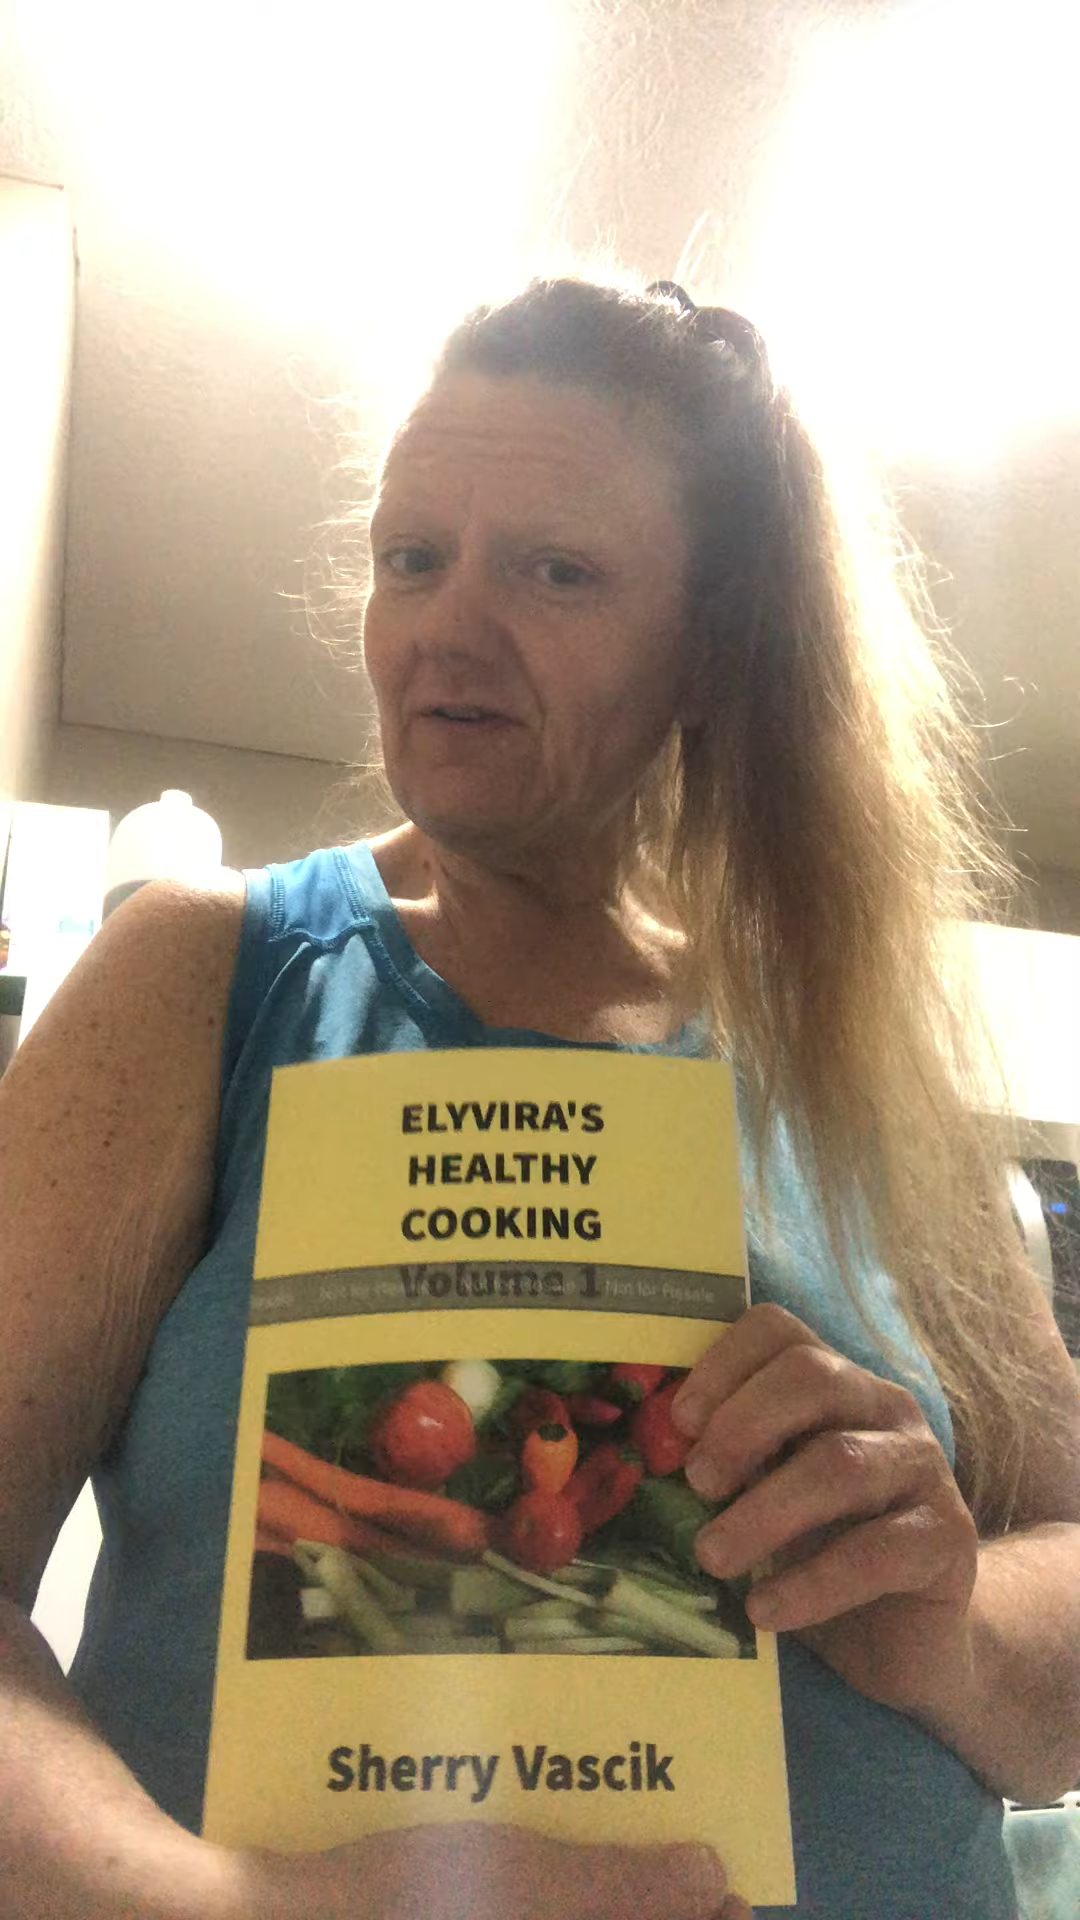 ELYVIRA'S
HEALTHY
COOKING
Volume 1
Not for Resale
Sherry Vascik